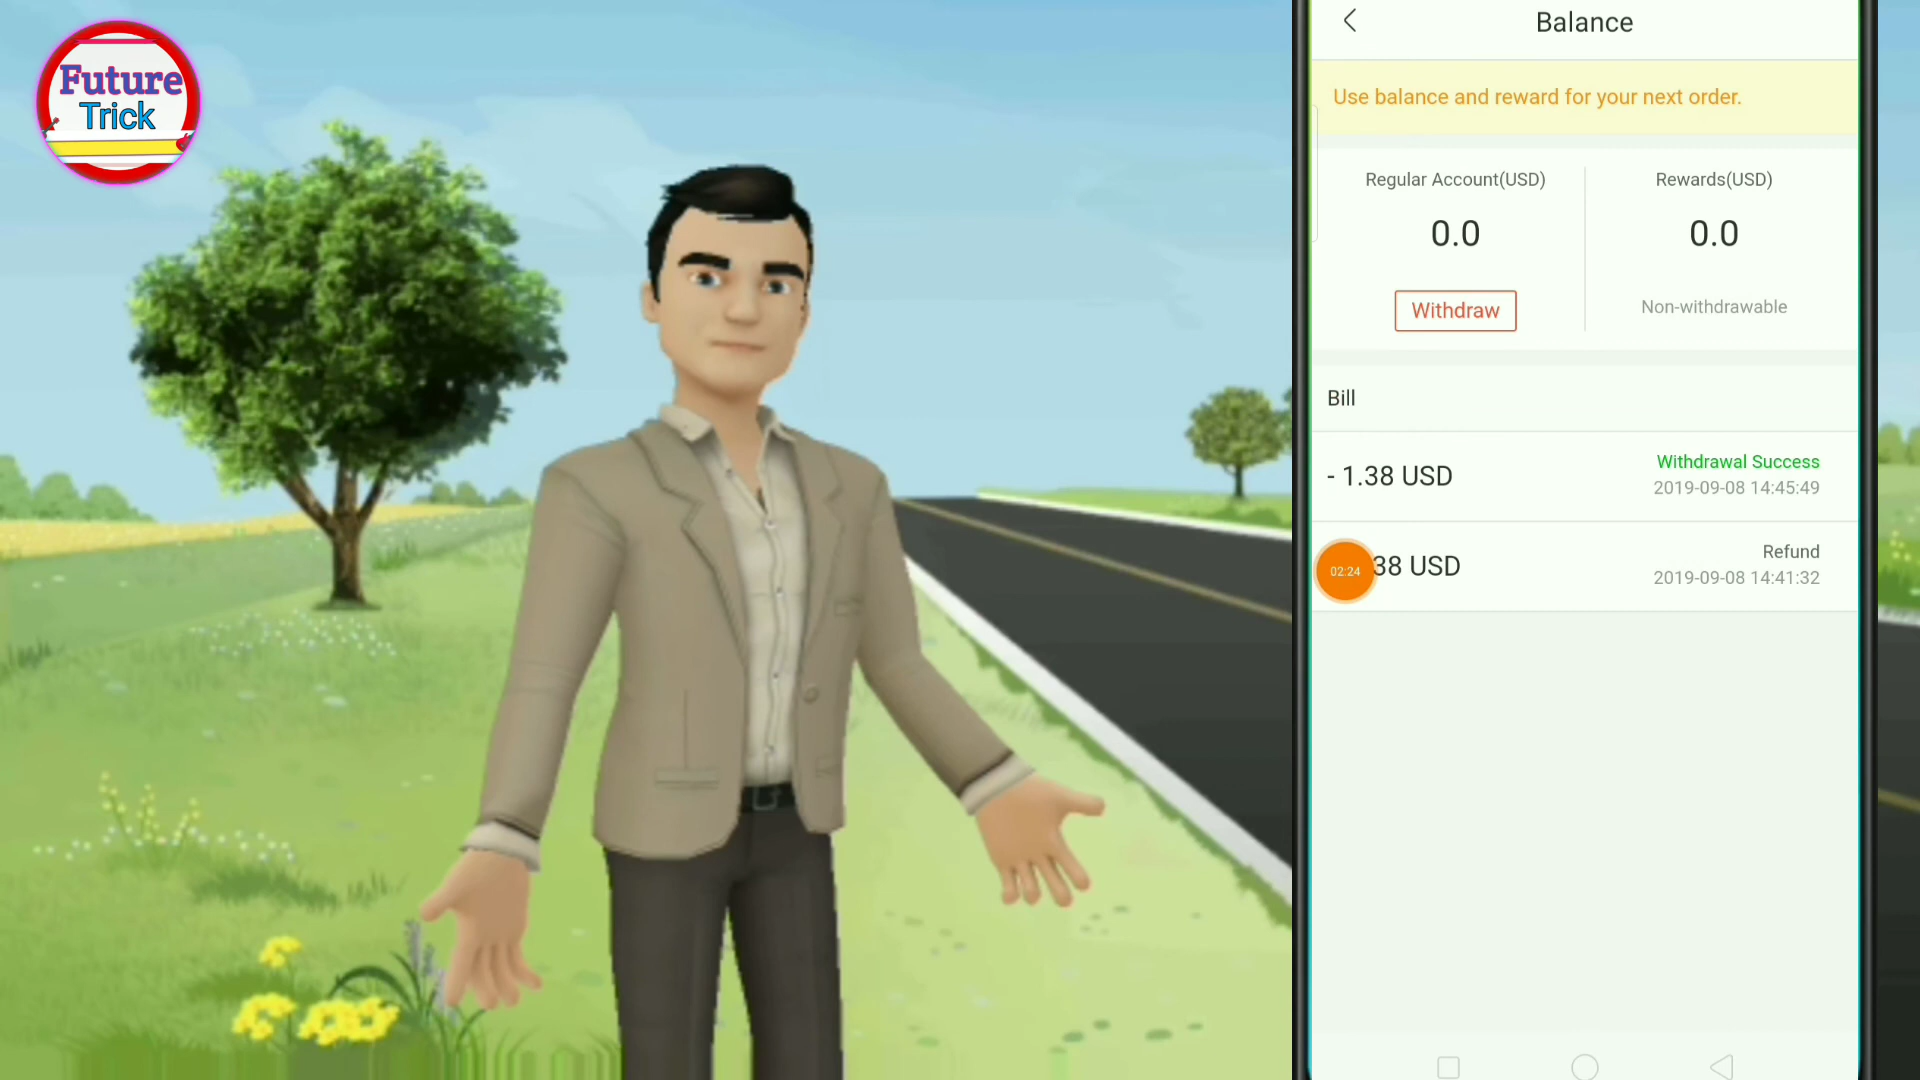 Future
Trick
Balance
Use balance and reward for your next order.
Regular Account(USD)
Rewards(USD)
0.0
0.0
Withdraw
Non-withdrawable
Bill
- 1.38 USD
Withdrawal Success
2019-09-08 14:45:49
02:24
38 USD
Refund
2019-09-08 14:41:32